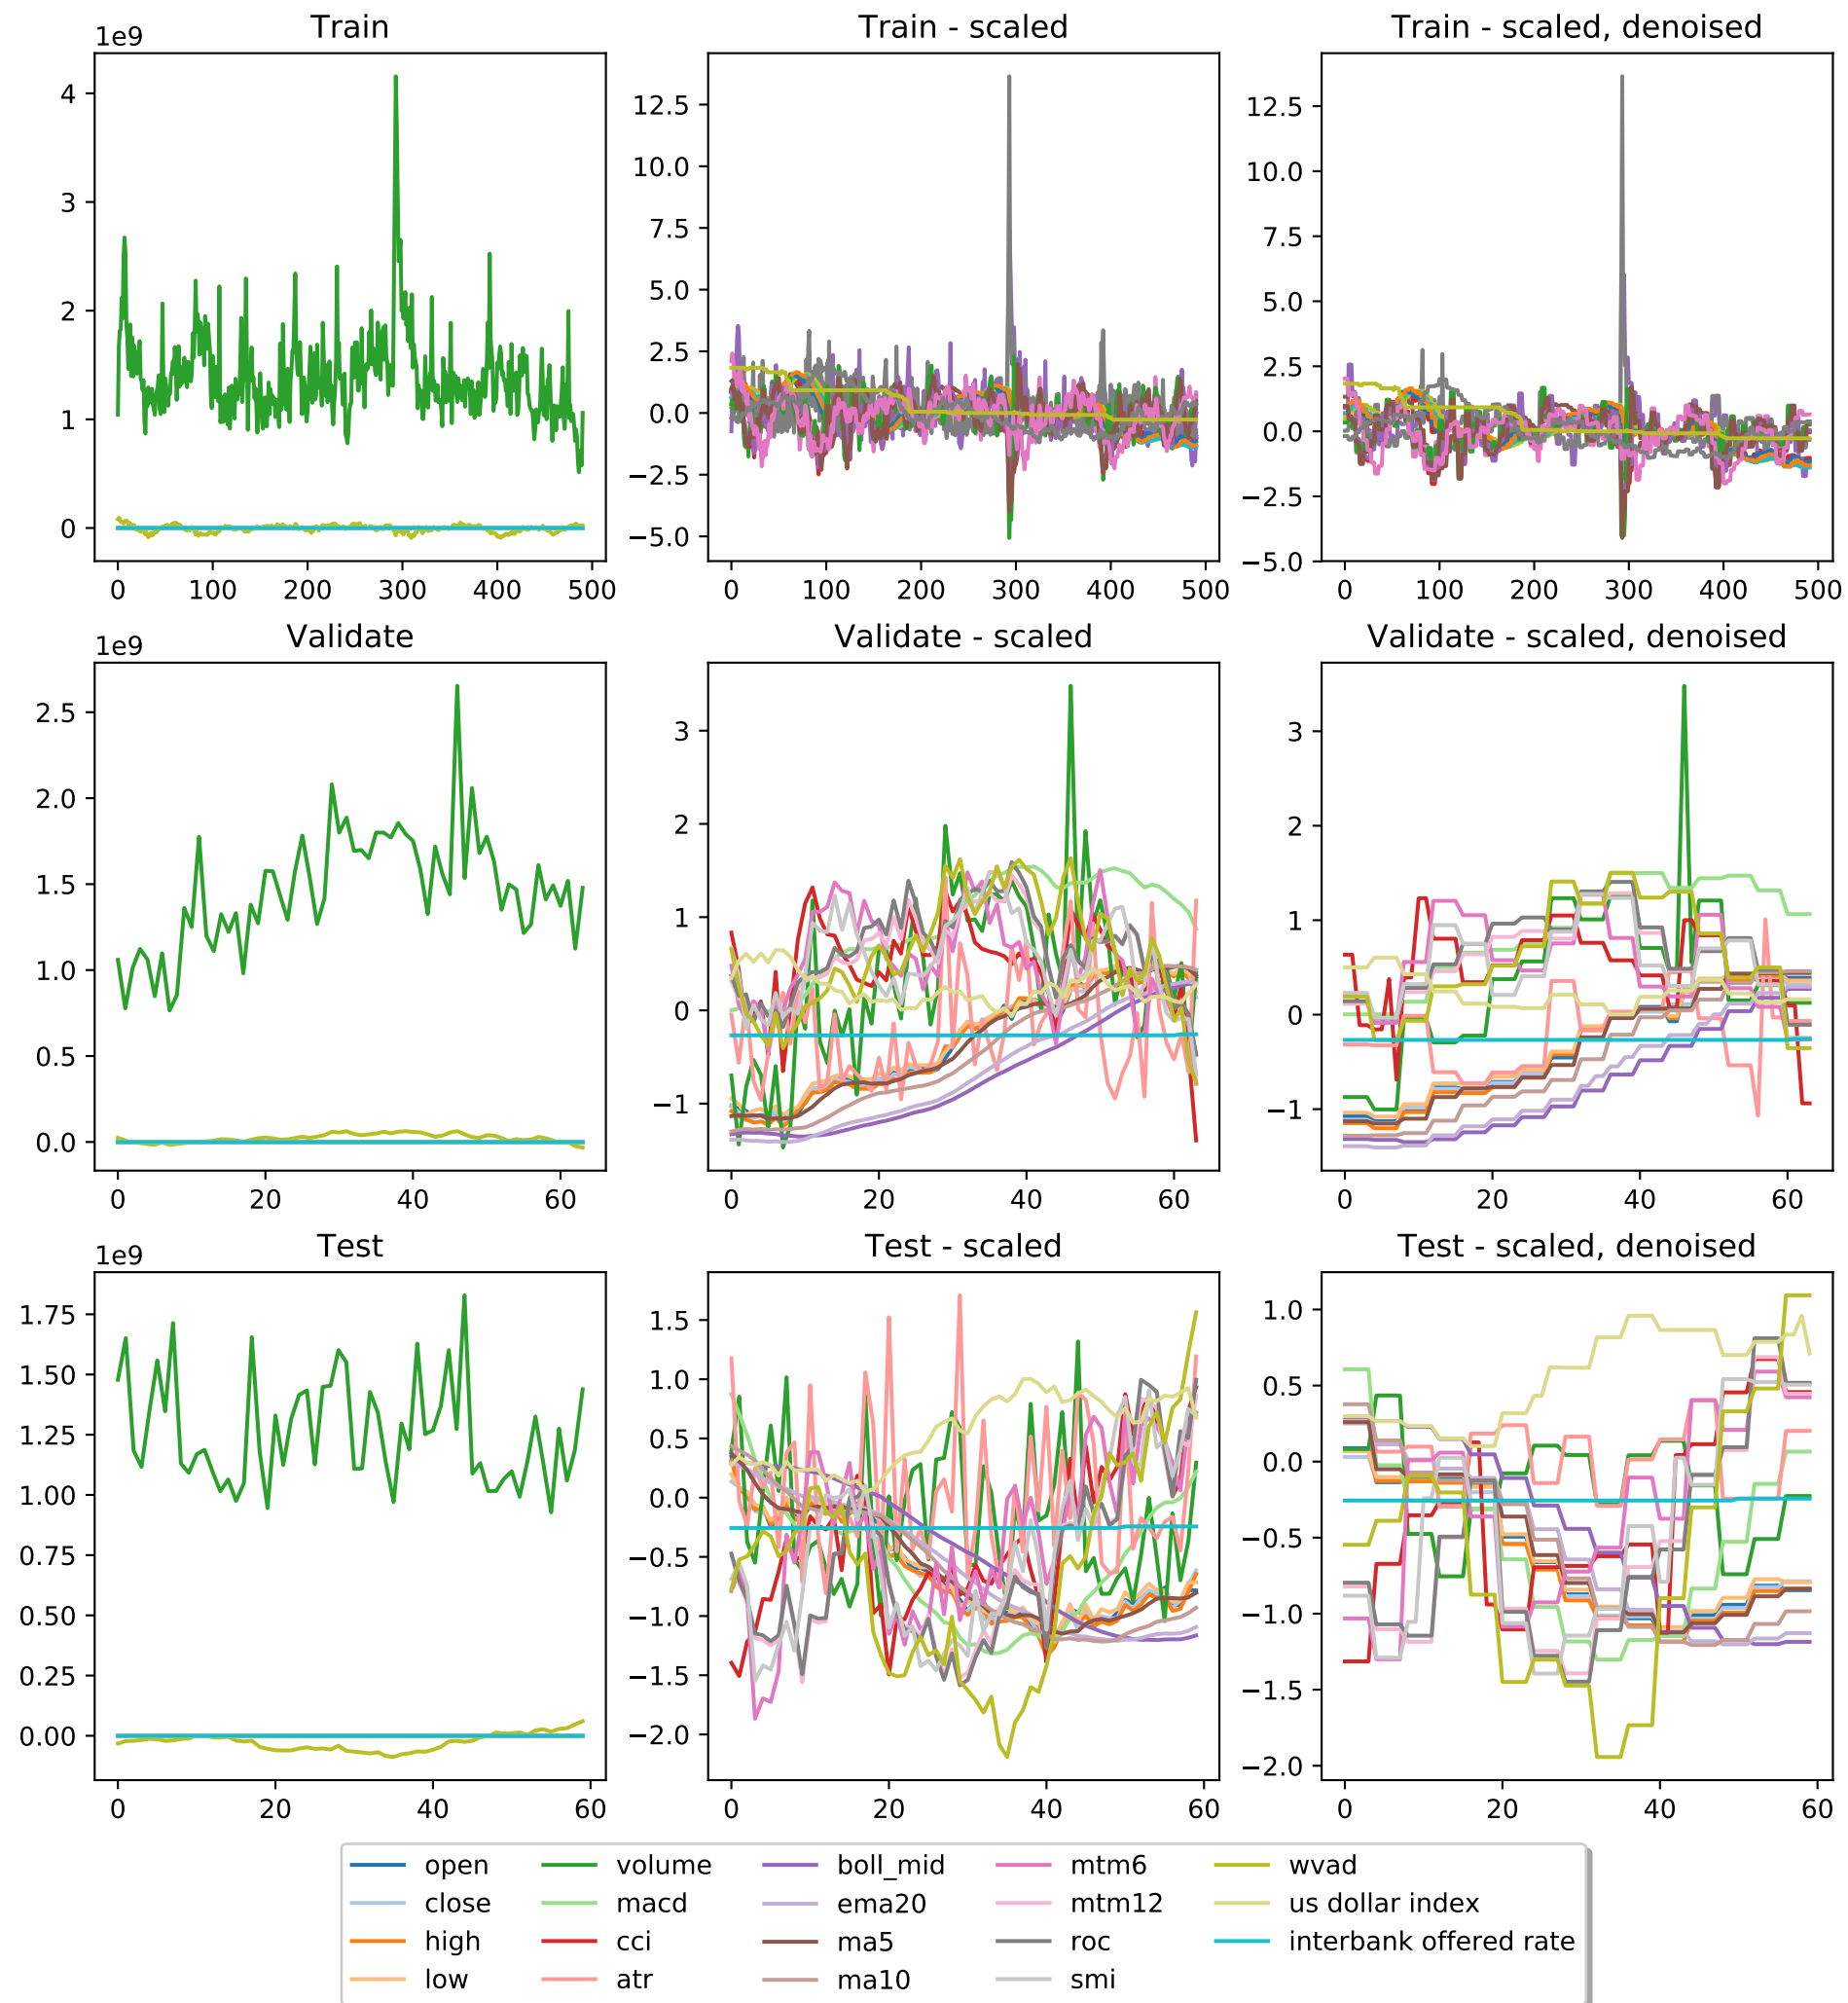 Train
Train - scaled
Train - scaled, denoised
1e9
4
3
2
1
0
0 100 200 300 400 500
12.5
10.0
7.5
5.0
2.5
0.0
−2.5
−5.0
0 100 200 300 400 500
12.5
10.0
7.5
5.0
2.5
0.0
−2.5
−5.0
0 100 200 300 400 500
Validate
Validate - scaled
Validate - scaled, denoised
1e9
2.5
2.0
1.5
1.0
0.5
0.0
0 20 40 60
3
2
1
0
−1
0 20 40 60
3
2
1
0
−1
0 20 40 60
Test
Test - scaled
Test - scaled, denoised
1e9
1.75
1.50
1.25
1.00
0.75
0.50
0.25
0.00
0 20 40 60
1.5
1.0
0.5
0.0
−0.5
−1.0
−1.5
−2.0
0 20 40 60
1.0
0.5
0.0
−0.5
−1.0
−1.5
−2.0
0 20 40 60
open
close
high
low
volume
macd
cci
atr
boll_mid
ema20
ma5
ma10
mtm6
mtm12
roc
smi
wvad
us dollar index
interbank offered rate